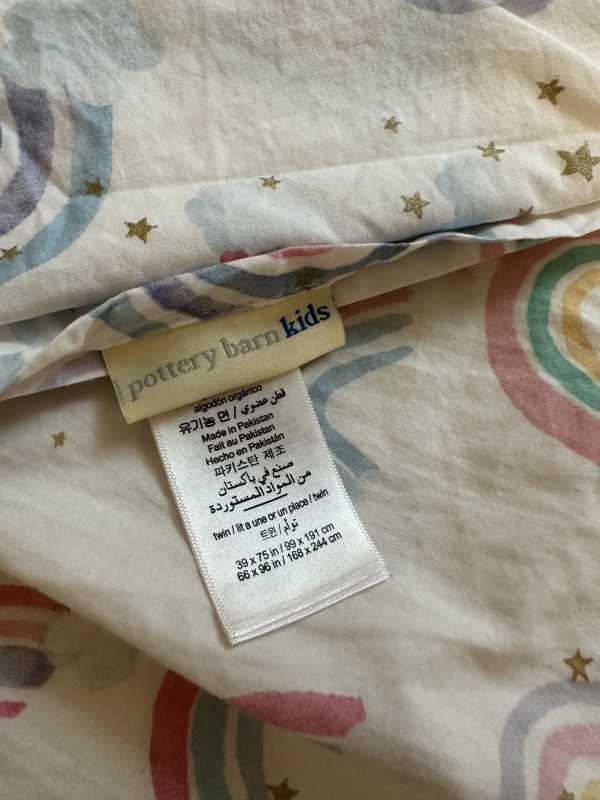 pottery barn kids
algodón orgánico
유기농 면 / قطن عضوي
Made in Pakistan
Fait au Pakistan
Hecho en Pakistán
파키스탄 제조
صنع في باكستان
من المواد المستوردة
twin / lit a une or un place / twin
트윈 / توأم
39 x 75 in / 99 x 191 cm
66 x 96 in / 168 x 244 cm